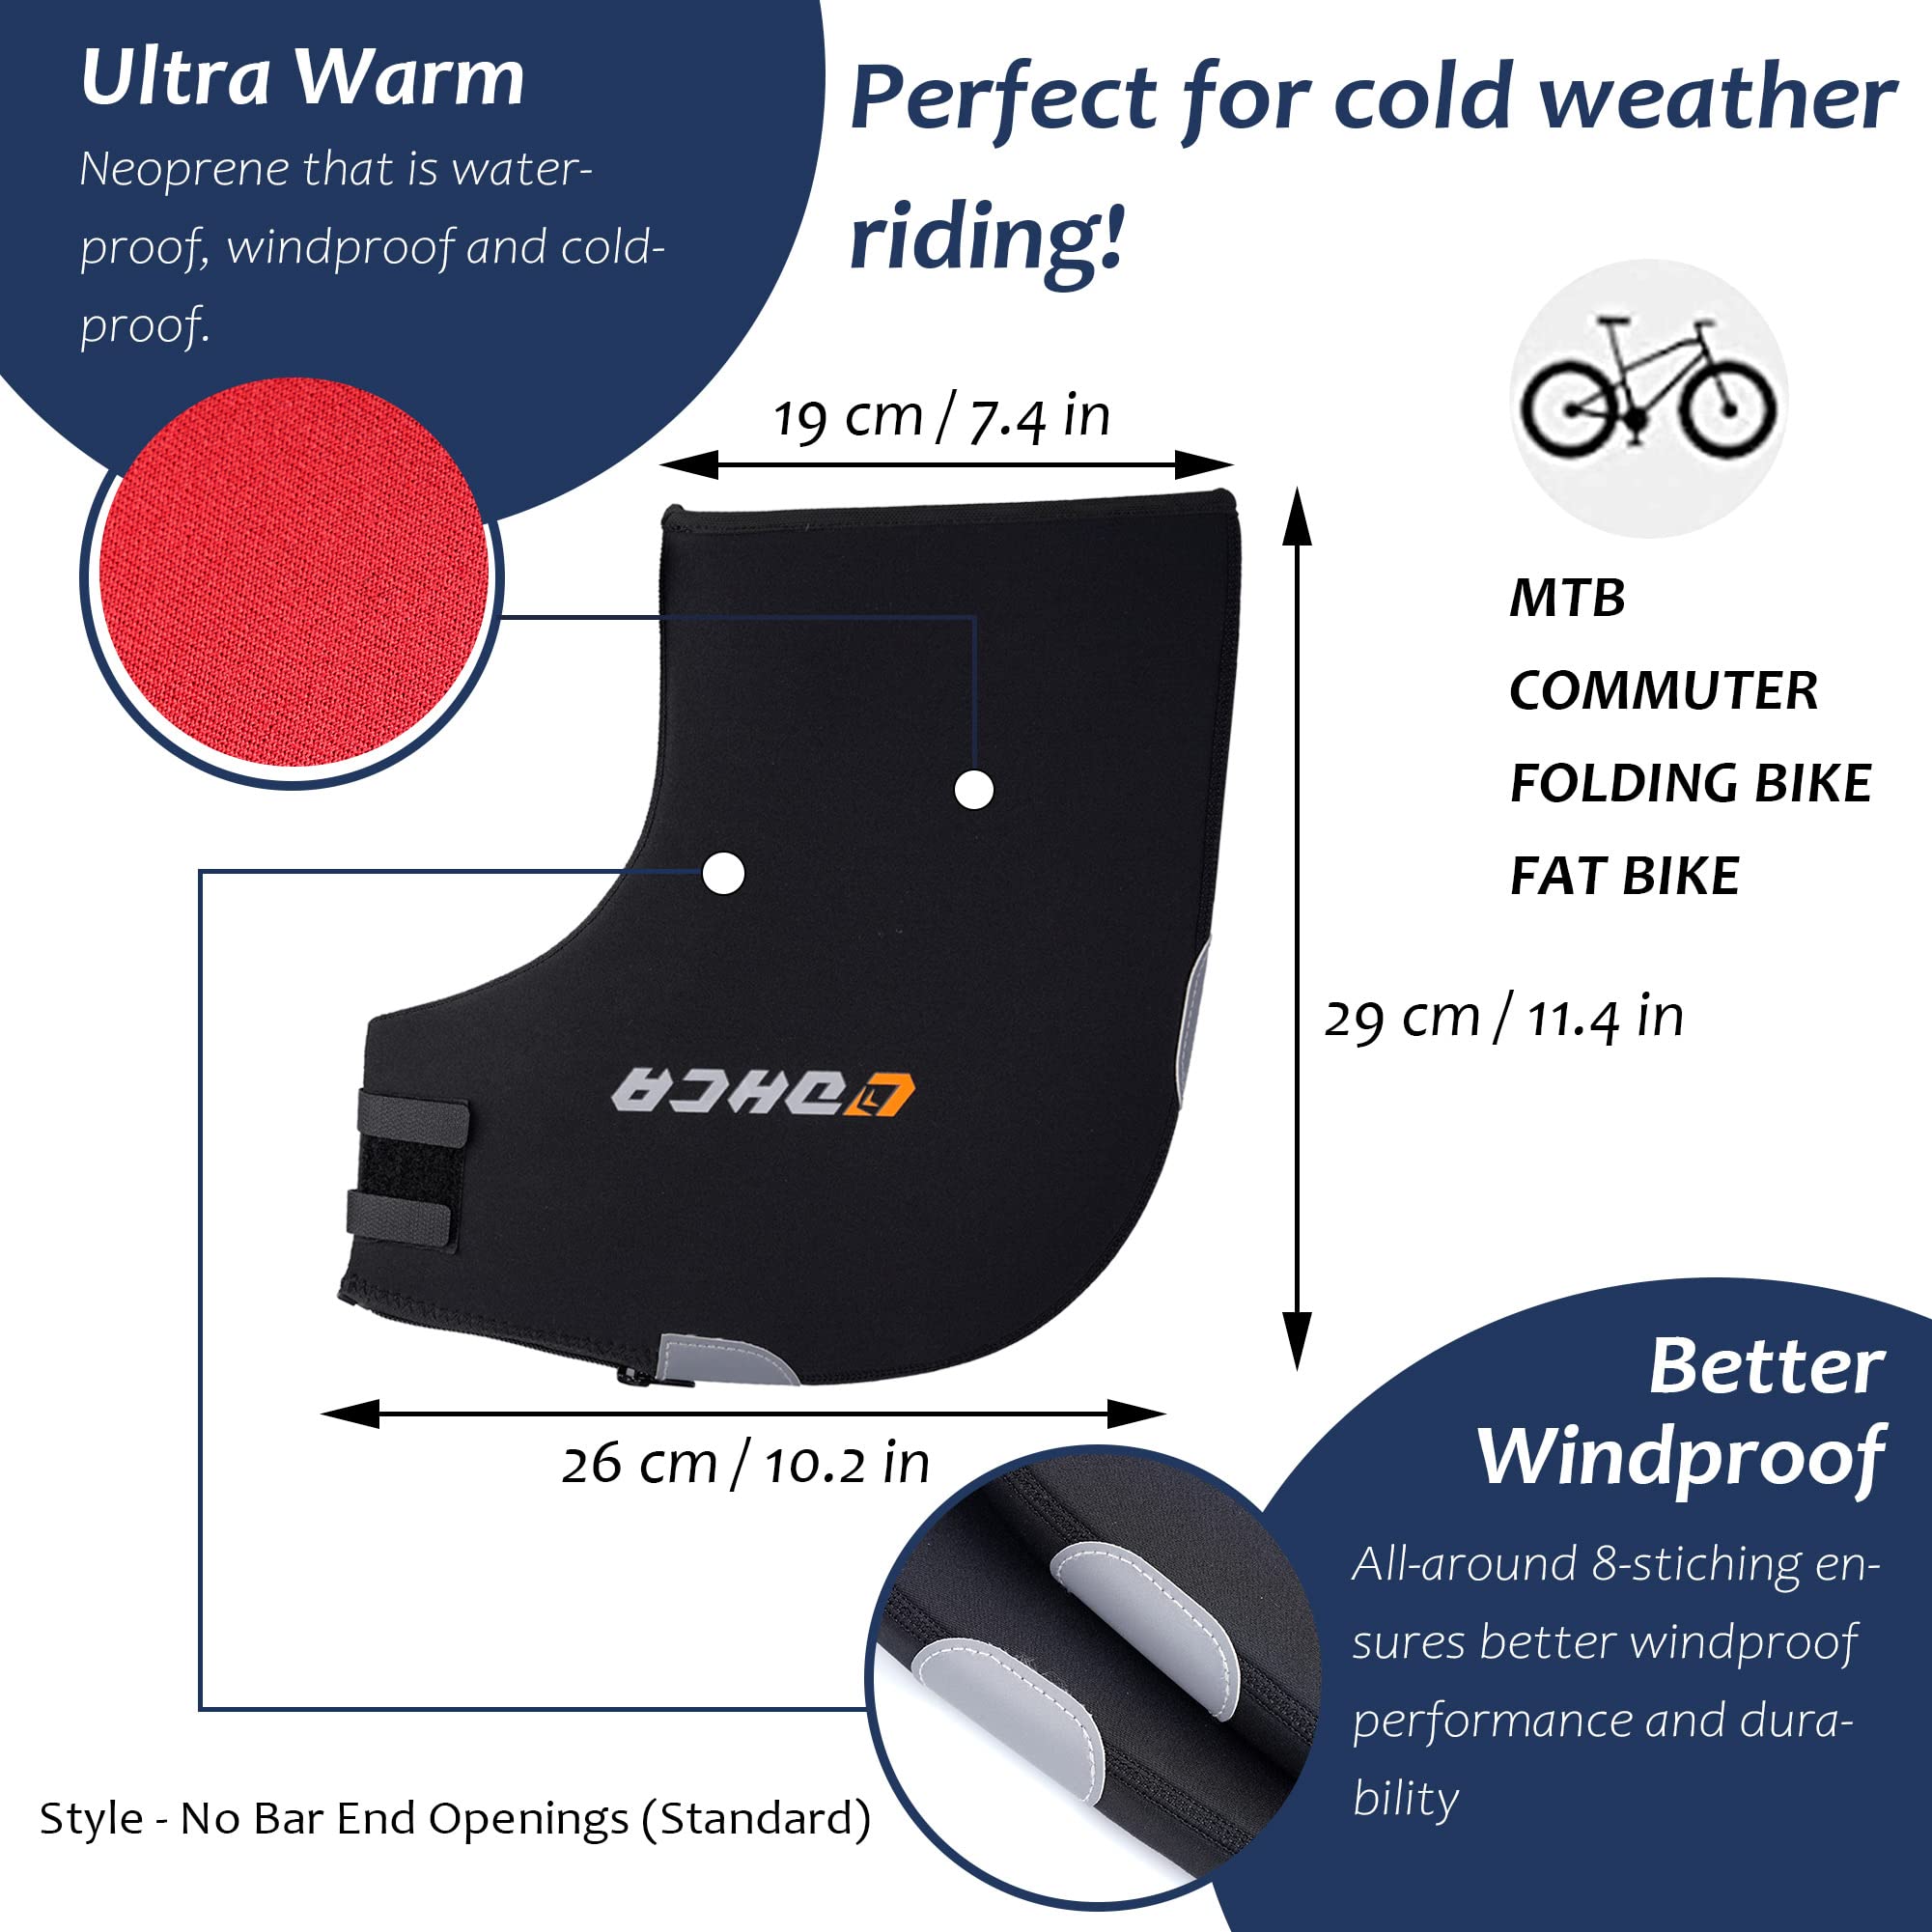 Ultra Warm
Neoprene that is water-
proof, windproof and cold-
proof.
Perfect for cold weather
riding!
19 cm / 7.4 in
MTB
COMMUTER
FOLDING BIKE
FAT BIKE
29 cm / 11.4 in
26 cm / 10.2 in
Better
Windproof
All-around 8-stiching en-
sures better windproof
performance and dura-
bility
Style - No Bar End Openings (Standard)